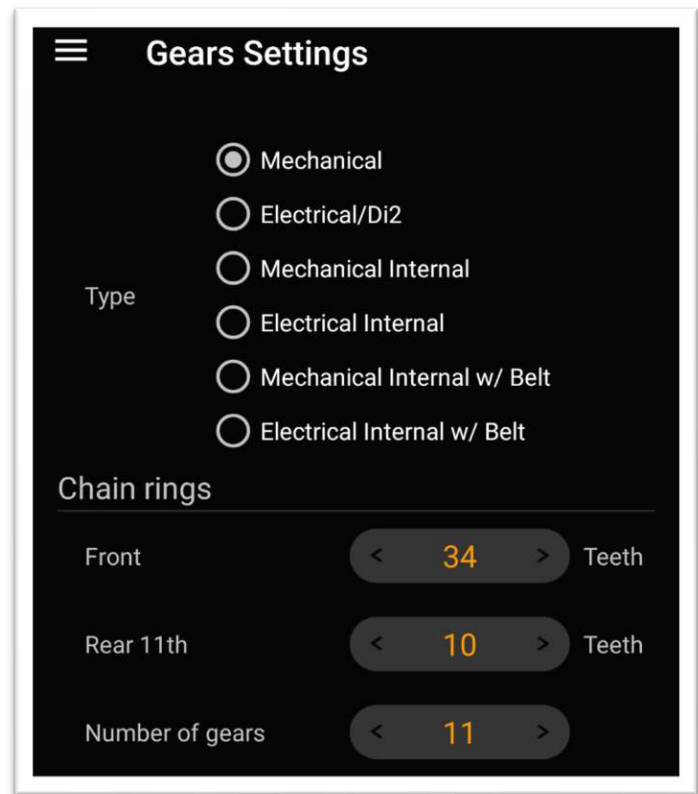 Gears Settings
Mechanical
Electrical/Di2
Mechanical Internal
Type
Electrical Internal
Mechanical Internal w/ Belt
Electrical Internal w/ Belt
Chain rings
Front < 34 > Teeth
Rear 11th < 10 > Teeth
Number of gears < 11 >